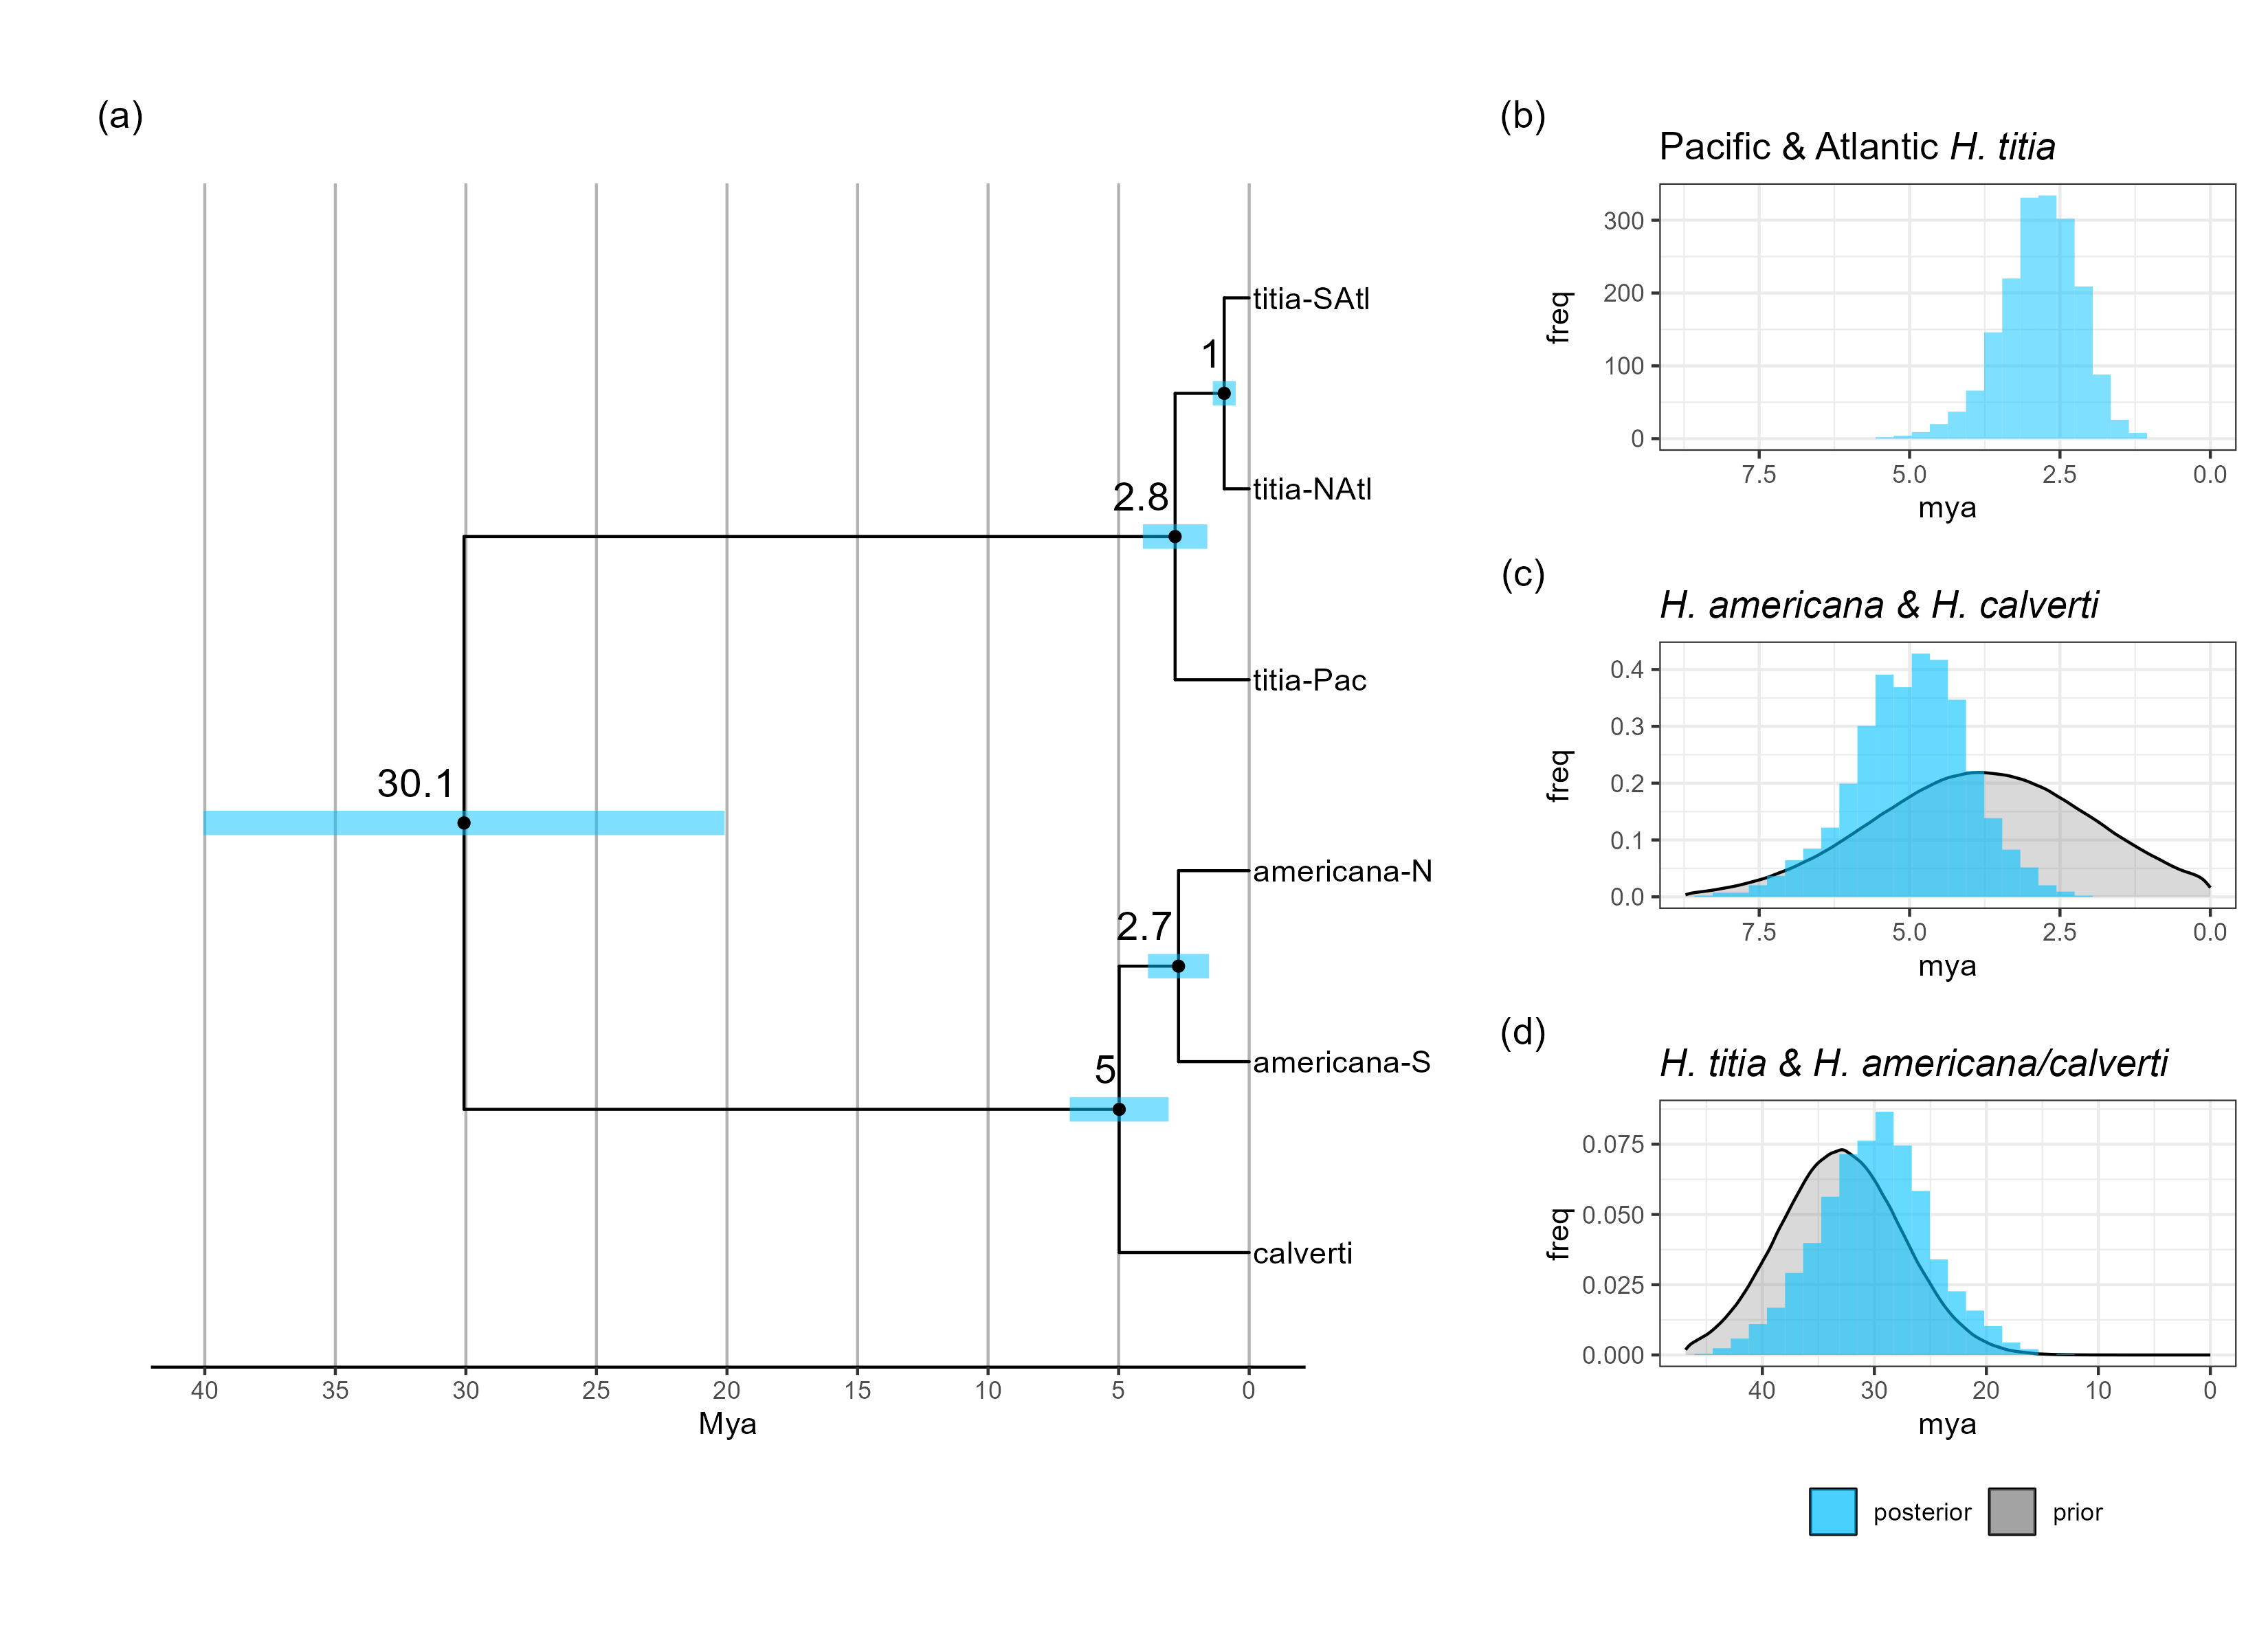 (a)
titia-SAtl
1
titia-NAtl
2.8
titia-Pac
30.1
americana-N
2.7
americana-S
5
calverti
40 35 30 25 20 15 10 5 0
Mya
(b)
Pacific & Atlantic H. titia
300
200
100
0
freq
7.5 5.0 2.5 0.0
mya
(c)
H. americana & H. calverti
0.4
0.3
0.2
0.1
0.0
freq
7.5 5.0 2.5 0.0
mya
(d)
H. titia & H. americana/calverti
0.075
0.050
0.025
0.000
freq
40 30 20 10 0
mya
posterior prior